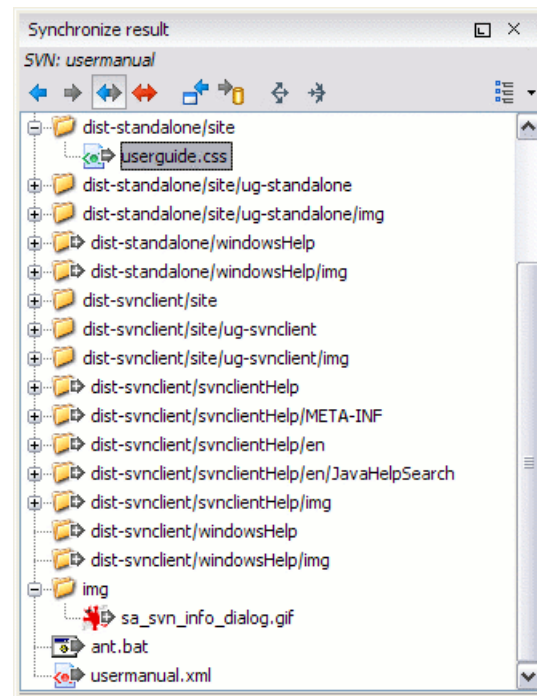 Synchronize result
SVN: usermanual
dist-standalone/site
userguide.css
dist-standalone/site/ug-standalone
dist-standalone/site/ug-standalone/img
dist-standalone/windowsHelp
dist-standalone/windowsHelp/img
dist-svnclient/site
dist-svnclient/site/ug-svnclient
dist-svnclient/site/ug-svnclient/img
dist-svnclient/svnclientHelp
dist-svnclient/svnclientHelp/META-INF
dist-svnclient/svnclientHelp/en
dist-svnclient/svnclientHelp/en/JavaHelpSearch
dist-svnclient/svnclientHelp/img
dist-svnclient/windowsHelp
dist-svnclient/windowsHelp/img
img
sa_svn_info_dialog.gif
ant.bat
usermanual.xml